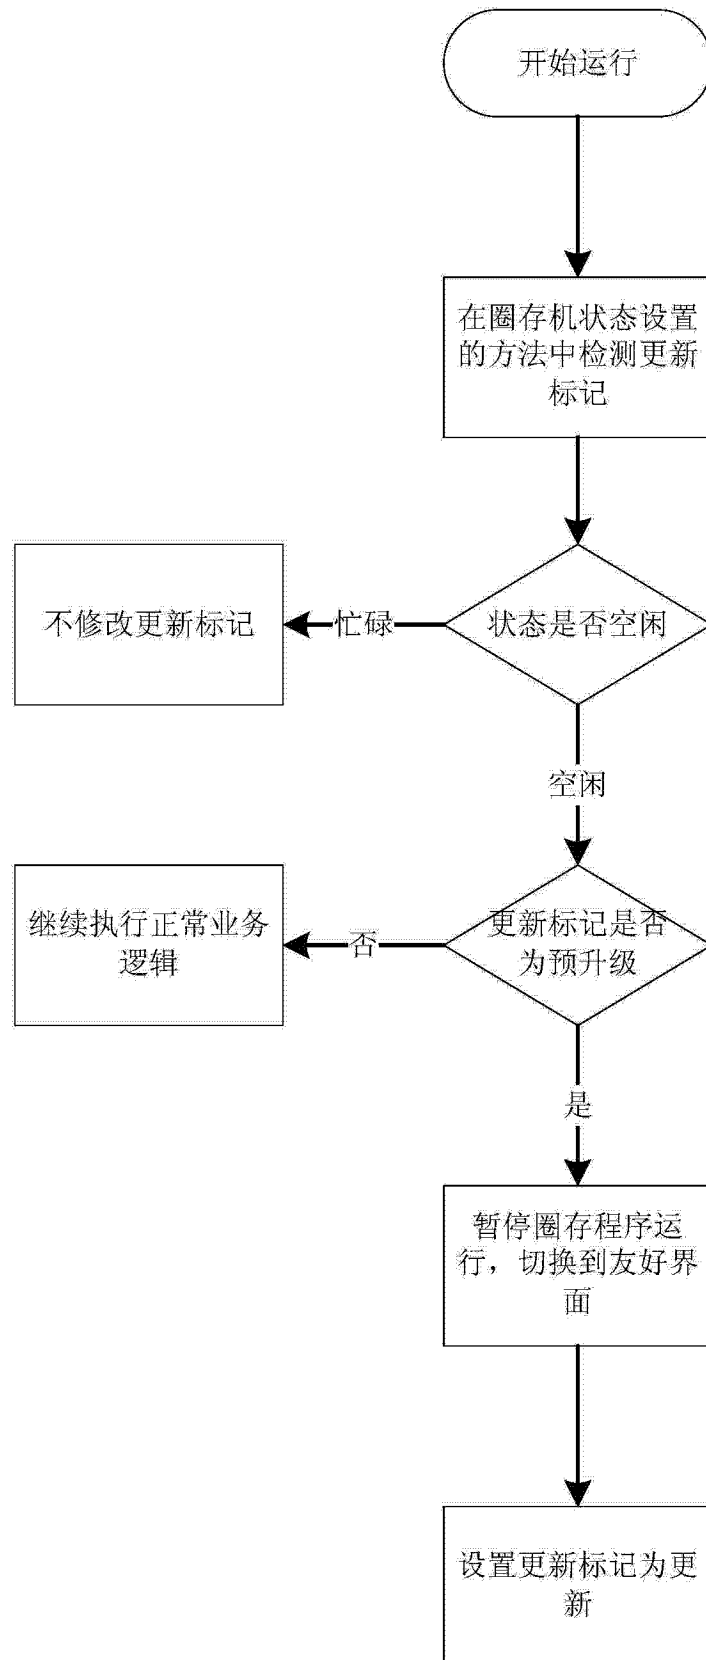 开始运行
在圈存机状态设置
的方法中检测更新
标记
不修改更新标记
忙碌
状态是否空闲
空闲
继续执行正常业务
逻辑
否
更新标记是否
为预升级
是
暂停圈存程序运
行，切换到友好界
面
设置更新标记为更
新